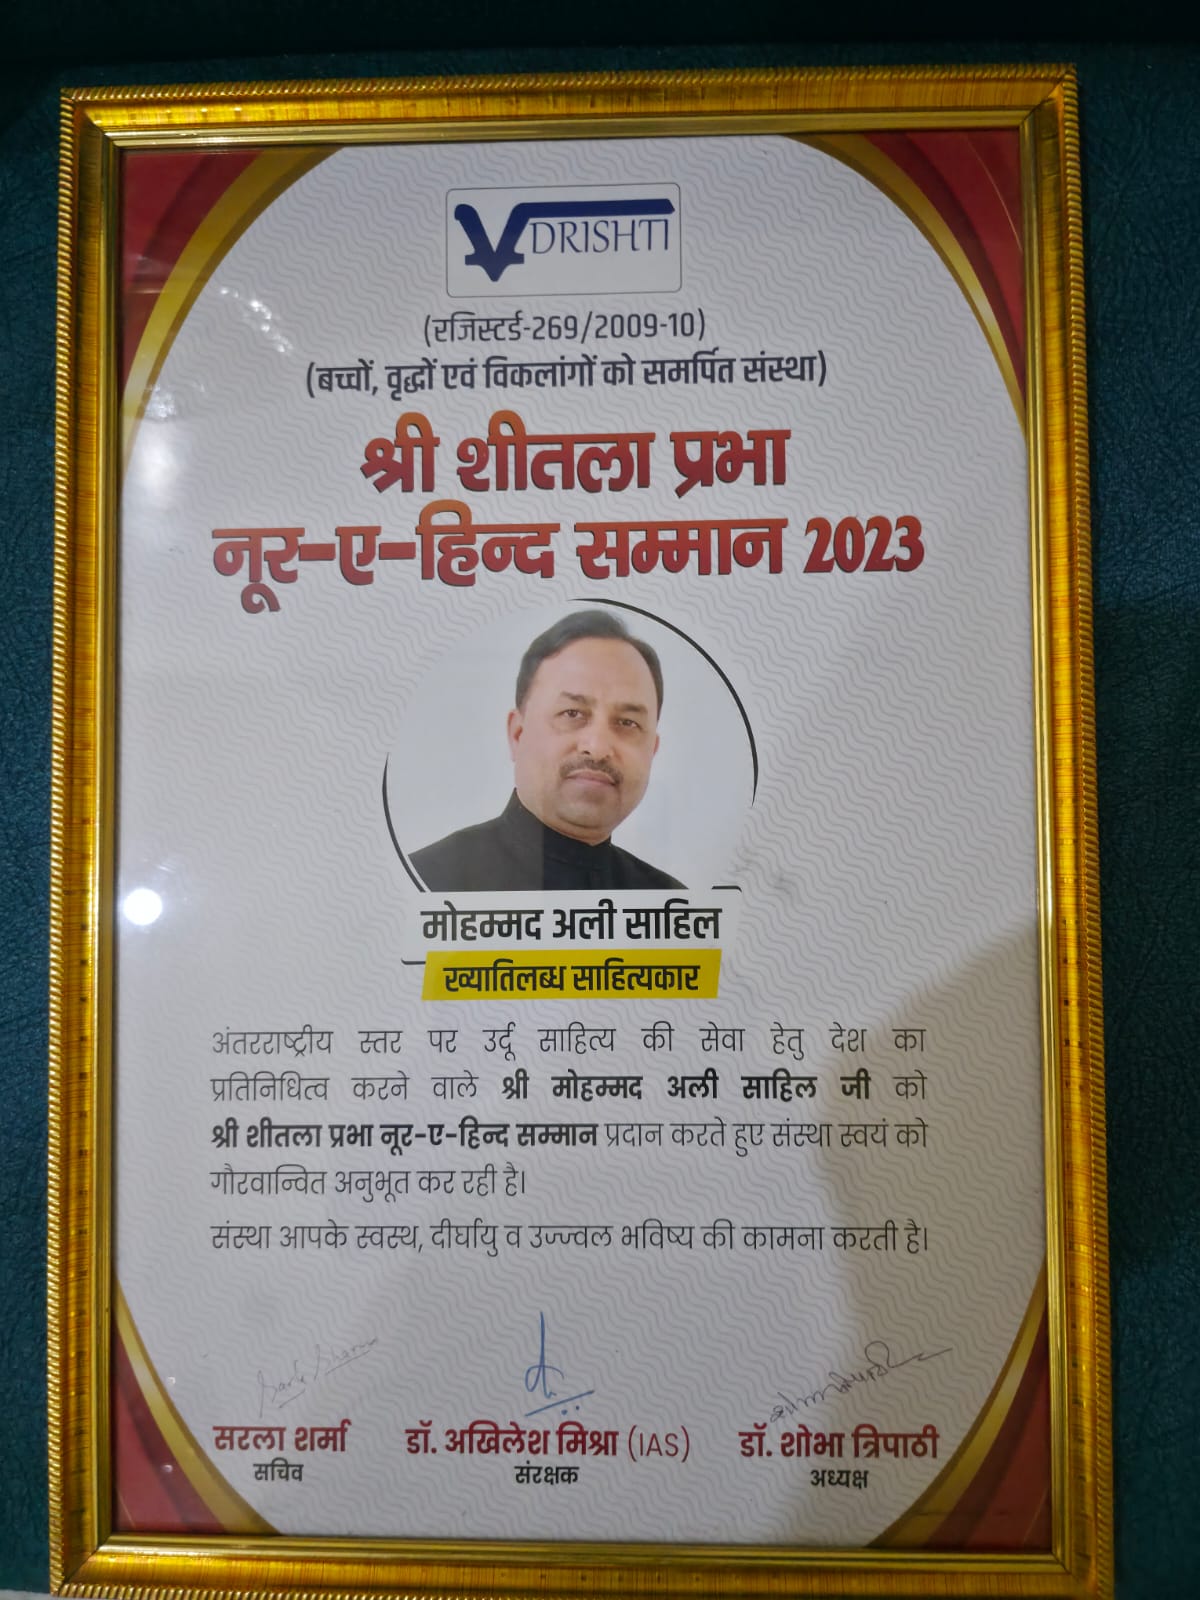 V DRISHTI
(रजिस्टर्ड-269/2009-10)
(बच्चों, वृद्धों एवं विकलांगों को समर्पित संस्था)
श्री शीतला प्रभा
नूर-ए-हिन्द सम्मान 2023
मोहम्मद अली साहिल
ख्यातिलब्ध साहित्यकार
अंतरराष्ट्रीय स्तर पर उर्दू साहित्य की सेवा हेतु देश का
प्रतिनिधित्व करने वाले श्री मोहम्मद अली साहिल जी को
श्री शीतला प्रभा नूर-ए-हिन्द सम्मान प्रदान करते हुए संस्था स्वयं को
गौरवान्वित अनुभूत कर रही है।
संस्था आपके स्वस्थ, दीर्घायु व उज्ज्वल भविष्य की कामना करती है।
Sarla Sharma
सरला शर्मा डॉ. अखिलेश मिश्रा (IAS) डॉ. शोभा त्रिपाठी
सचिव संरक्षक अध्यक्ष